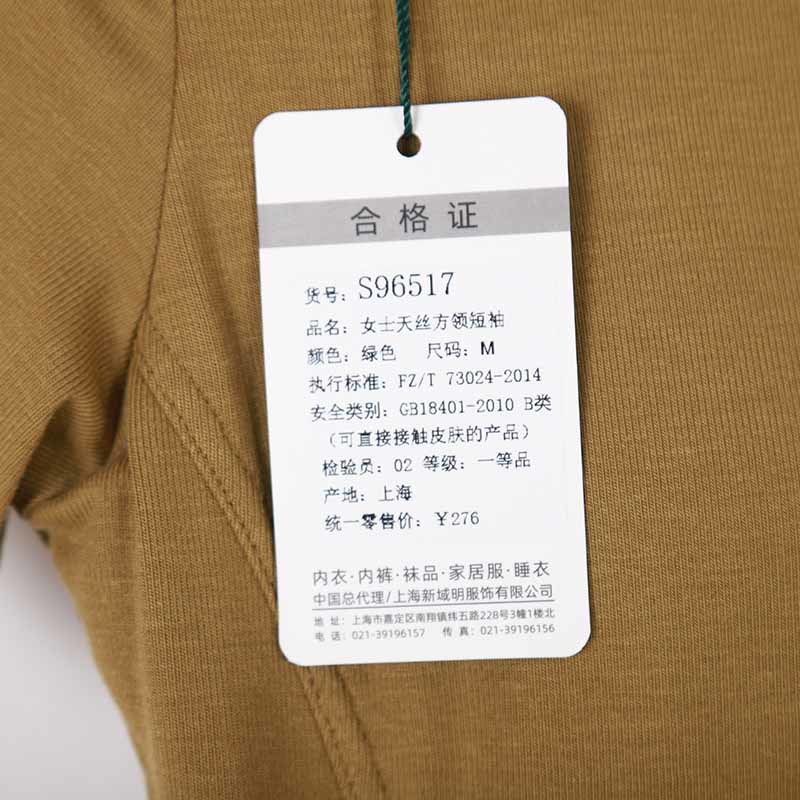 合格证
货号：S96517
品名：女士天丝方领短袖
颜色：绿色 尺码：M
执行标准：FZ/T 73024-2014
安全类别：GB18401-2010 B类
（可直接接触皮肤的产品）
检验员：02 等级：一等品
产地：上海
统一零售价：￥276
内衣·内裤·袜品·家居服·睡衣
中国总代理/上海新域明服饰有限公司
地 址：上海市嘉定区南翔镇纬五路228号3幢1楼北
电 话：021-39196157 传 真：021-39196156